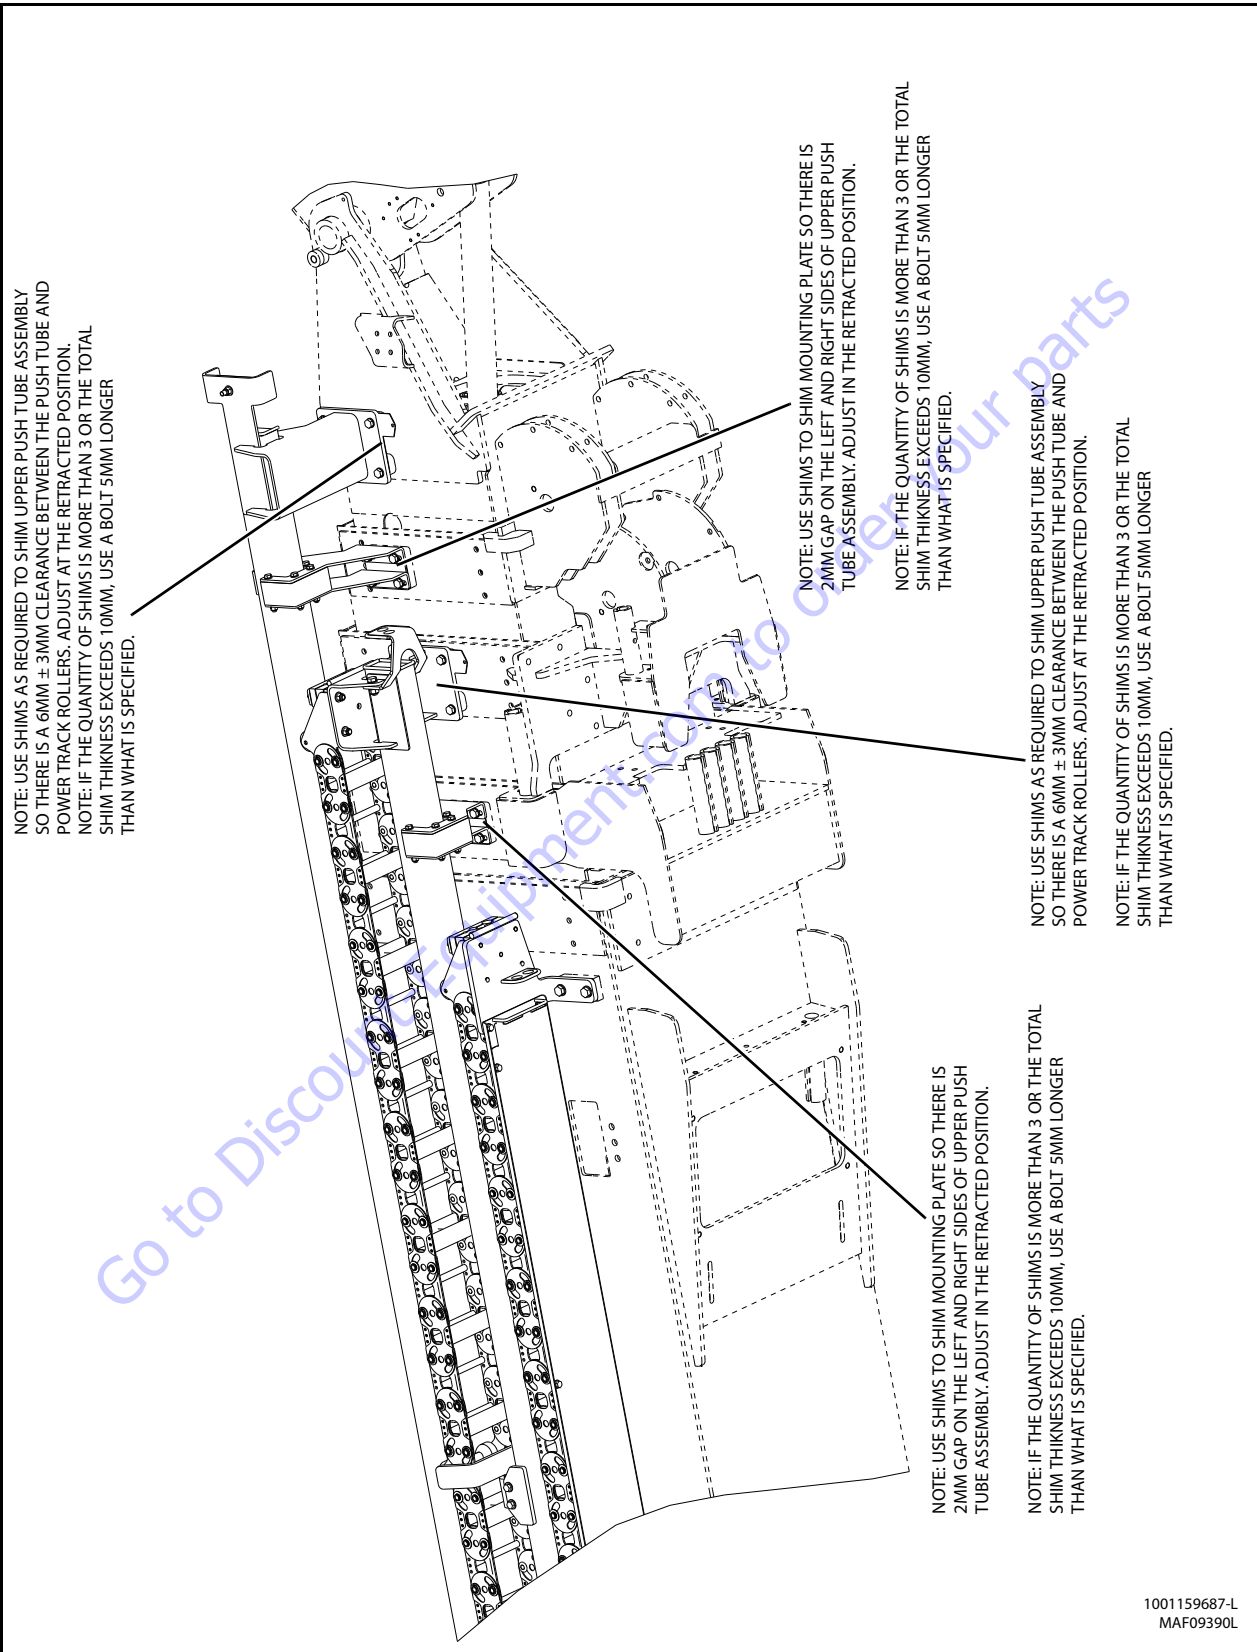 NOTE: USE SHIMS AS REQUIRED TO SHIM UPPER PUSH TUBE ASSEMBLY
SO THERE IS A 6MM ± 3MM CLEARANCE BETWEEN THE PUSH TUBE AND
POWER TRACK ROLLERS. ADJUST AT THE RETRACTED POSITION.
NOTE: IF THE QUANTITY OF SHIMS IS MORE THAN 3 OR THE TOTAL
SHIM THIKNESS EXCEEDS 10MM, USE A BOLT 5MM LONGER
THAN WHAT IS SPECIFIED.
NOTE: USE SHIMS TO SHIM MOUNTING PLATE SO THERE IS
2MM GAP ON THE LEFT AND RIGHT SIDES OF UPPER PUSH
TUBE ASSEMBLY. ADJUST IN THE RETRACTED POSITION.
NOTE: IF THE QUANTITY OF SHIMS IS MORE THAN 3 OR THE TOTAL
SHIM THIKNESS EXCEEDS 10MM, USE A BOLT 5MM LONGER
THAN WHAT IS SPECIFIED.
NOTE: USE SHIMS AS REQUIRED TO SHIM UPPER PUSH TUBE ASSEMBLY
SO THERE IS A 6MM ± 3MM CLEARANCE BETWEEN THE PUSH TUBE AND
POWER TRACK ROLLERS. ADJUST AT THE RETRACTED POSITION.
NOTE: IF THE QUANTITY OF SHIMS IS MORE THAN 3 OR THE TOTAL
SHIM THIKNESS EXCEEDS 10MM, USE A BOLT 5MM LONGER
THAN WHAT IS SPECIFIED.
NOTE: USE SHIMS TO SHIM MOUNTING PLATE SO THERE IS
2MM GAP ON THE LEFT AND RIGHT SIDES OF UPPER PUSH
TUBE ASSEMBLY. ADJUST IN THE RETRACTED POSITION.
NOTE: IF THE QUANTITY OF SHIMS IS MORE THAN 3 OR THE TOTAL
SHIM THIKNESS EXCEEDS 10MM, USE A BOLT 5MM LONGER
THAN WHAT IS SPECIFIED.
Go to Discount-Equipment.com to order your parts
1001159687-L
MAF09390L